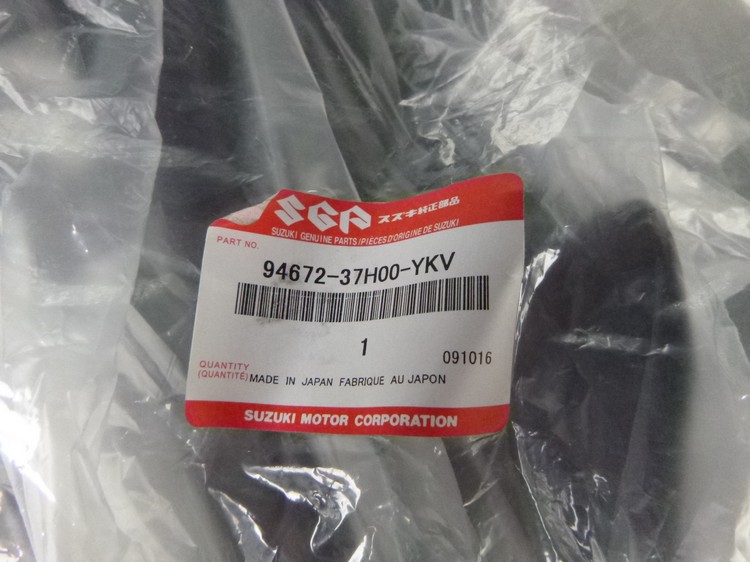 SGP スズキ純正部品
SUZUKI GENUINE PARTS/PIÈCES D'ORIGINE DE SUZUKI
PART NO.
94672-37H00-YKV
1
091016
QUANTITY
(QUANTITÉ) MADE IN JAPAN FABRIQUE AU JAPON
SUZUKI MOTOR CORPORATION